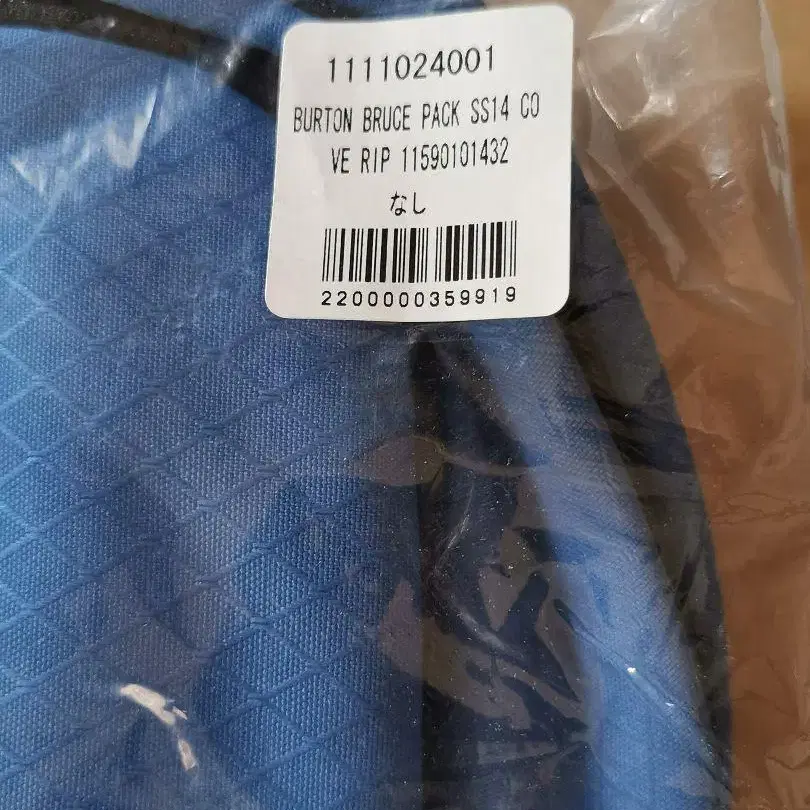 1111024001
BURTON BRUCE PACK SS14 CO
VE RIP 11590101432
なし
2200000359919